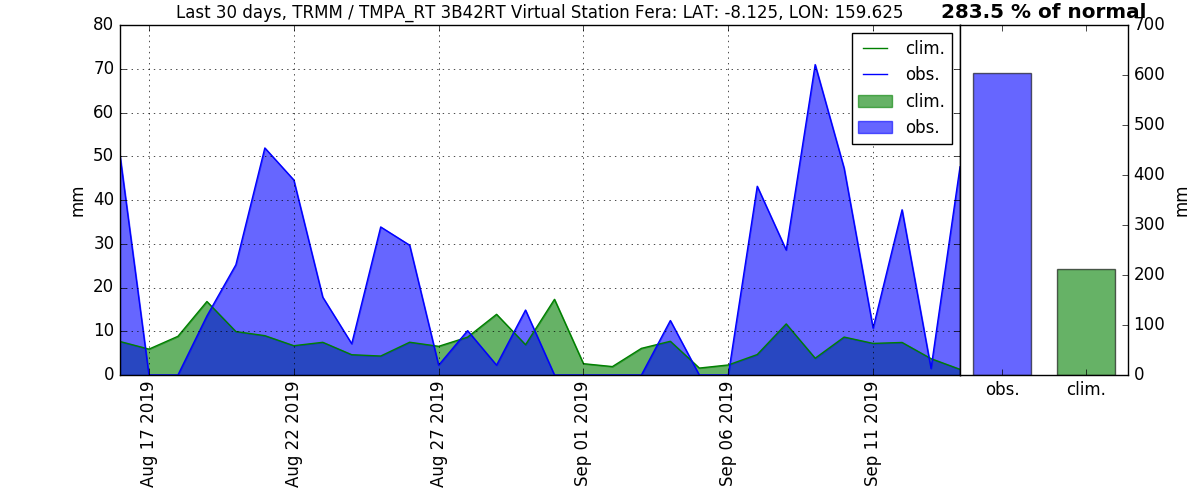 Last 30 days, TRMM / TMPA_RT 3B42RT Virtual Station Fera: LAT: -8.125, LON: 159.625
283.5 % of normal
80
70
60
50
40
30
20
10
0
mm
clim.
obs.
clim.
obs.
Aug 17 2019
Aug 22 2019
Aug 27 2019
Sep 01 2019
Sep 06 2019
Sep 11 2019
700
600
500
400
300
200
100
0
mm
obs.
clim.